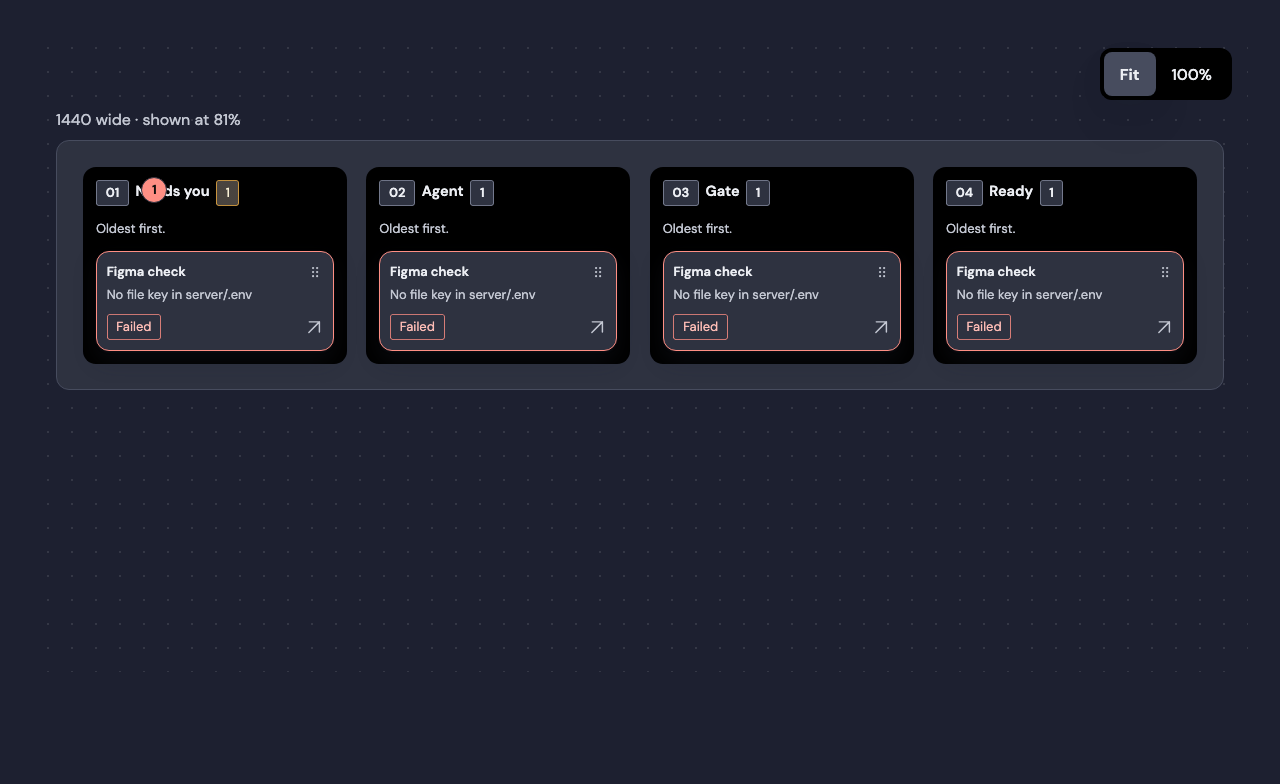 Fit 100%
1440 wide · shown at 81%
01 1 ds you 1
02 Agent 1
03 Gate 1
04 Ready 1
Oldest first.
Oldest first.
Oldest first.
Oldest first.
Figma check
No file key in server/.env
Failed
Figma check
No file key in server/.env
Failed
Figma check
No file key in server/.env
Failed
Figma check
No file key in server/.env
Failed